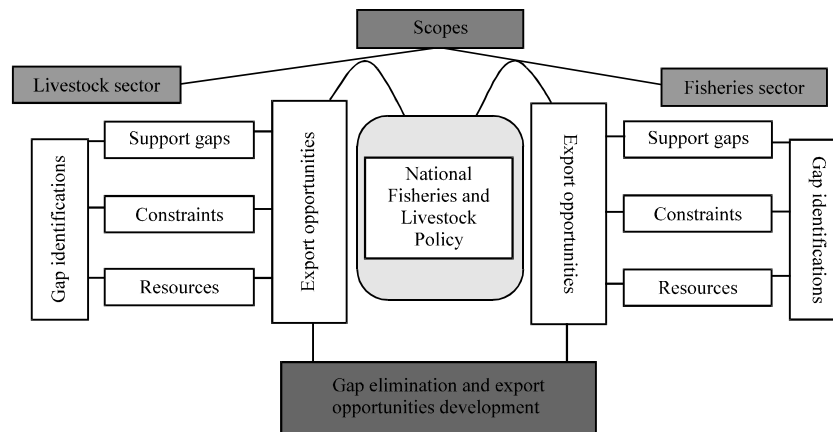 Scopes
Livestock sector
Fisheries sector
Gap identifications
Support gaps
Constraints
Resources
Export opportunities
National
Fisheries and
Livestock
Policy
Export opportunities
Support gaps
Constraints
Resources
Gap identifications
Gap elimination and export
opportunities development